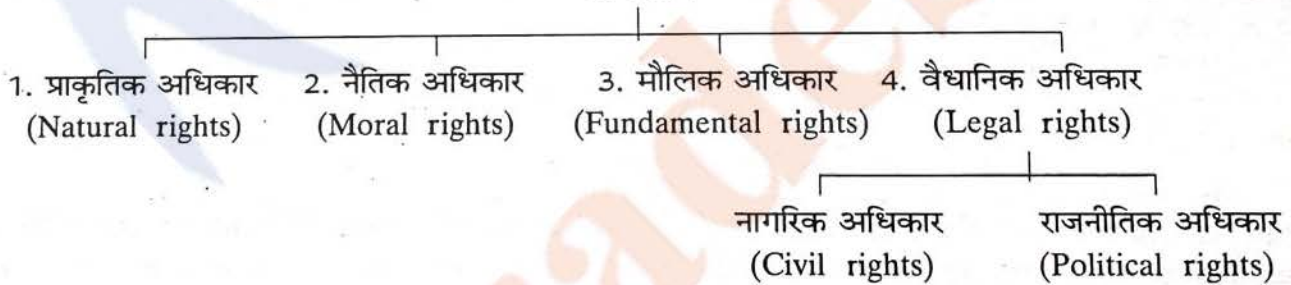 1. प्राकृतिक अधिकार 2. नैतिक अधिकार 3. मौलिक अधिकार 4. वैधानिक अधिकार
(Natural rights) (Moral rights) (Fundamental rights) (Legal rights)
नागरिक अधिकार राजनीतिक अधिकार
(Civil rights) (Political rights)